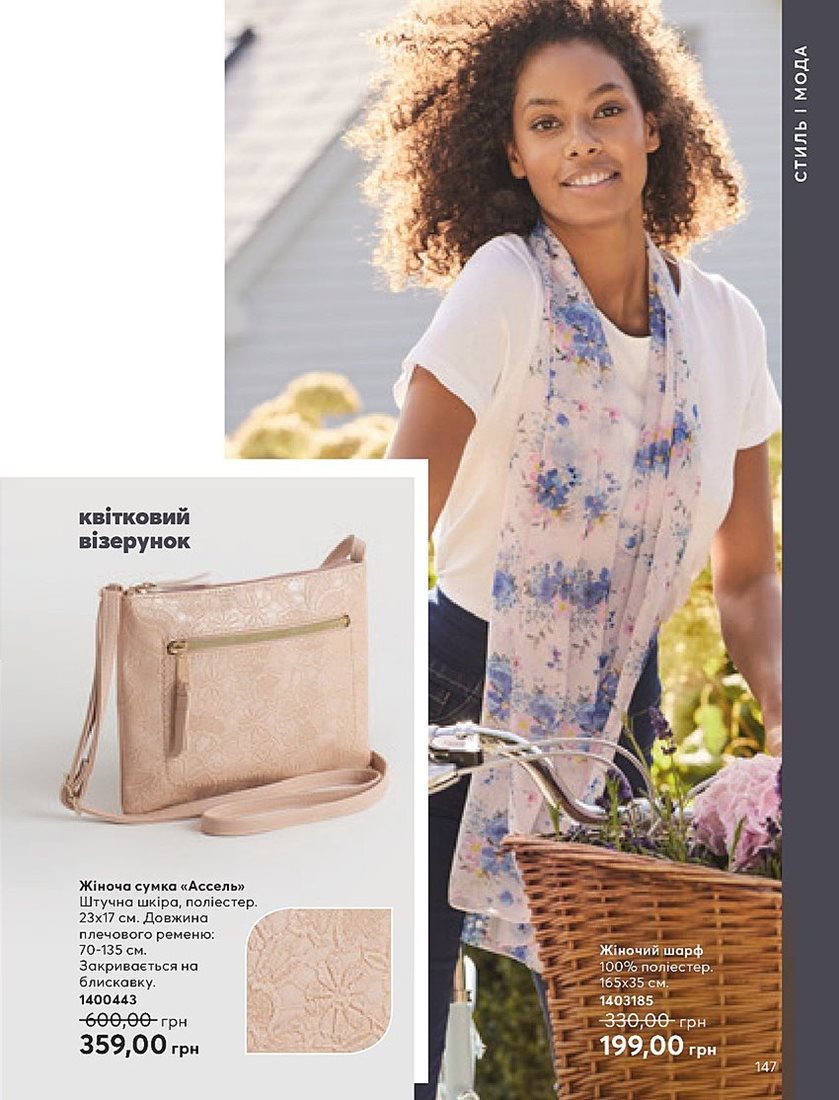 СТИЛЬ | МОДА
квітковий
візерунок
Жіноча сумка «Ассель»
Штучна шкіра, поліестер.
23x17 см. Довжина
плечового ременю:
70-135 см.
Закривається на
блискавку.
1400443
600,00 грн
359,00 грн
Жіночий шарф
100% поліестер.
165x35 см.
1403185
330,00 грн
199,00 грн
147